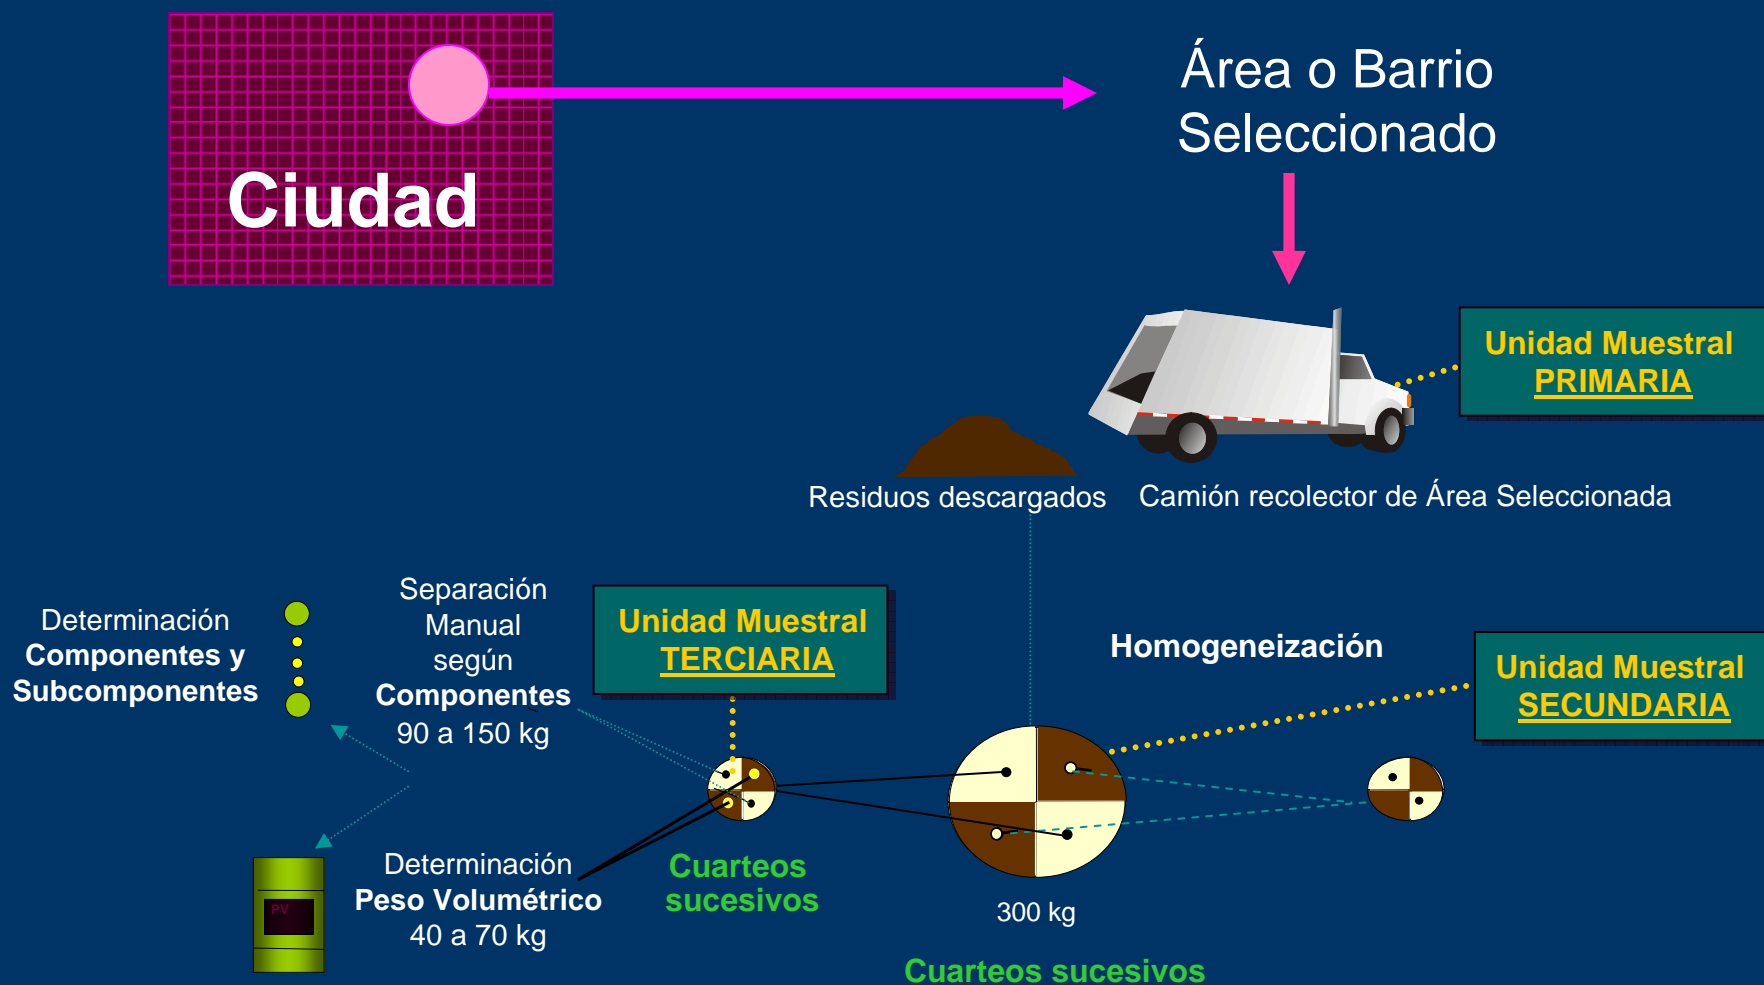 Ciudad
Área o Barrio
Seleccionado
Unidad Muestral
PRIMARIA
Residuos descargados
Camión recolector de Área Seleccionada
Determinación
Componentes y
Subcomponentes
Separación
Manual
según
Componentes
90 a 150 kg
Unidad Muestral
TERCIARIA
Homogeneización
Unidad Muestral
SECUNDARIA
PV
Determinación
Peso Volumétrico
40 a 70 kg
Cuarteos
sucesivos
300 kg
Cuarteos sucesivos